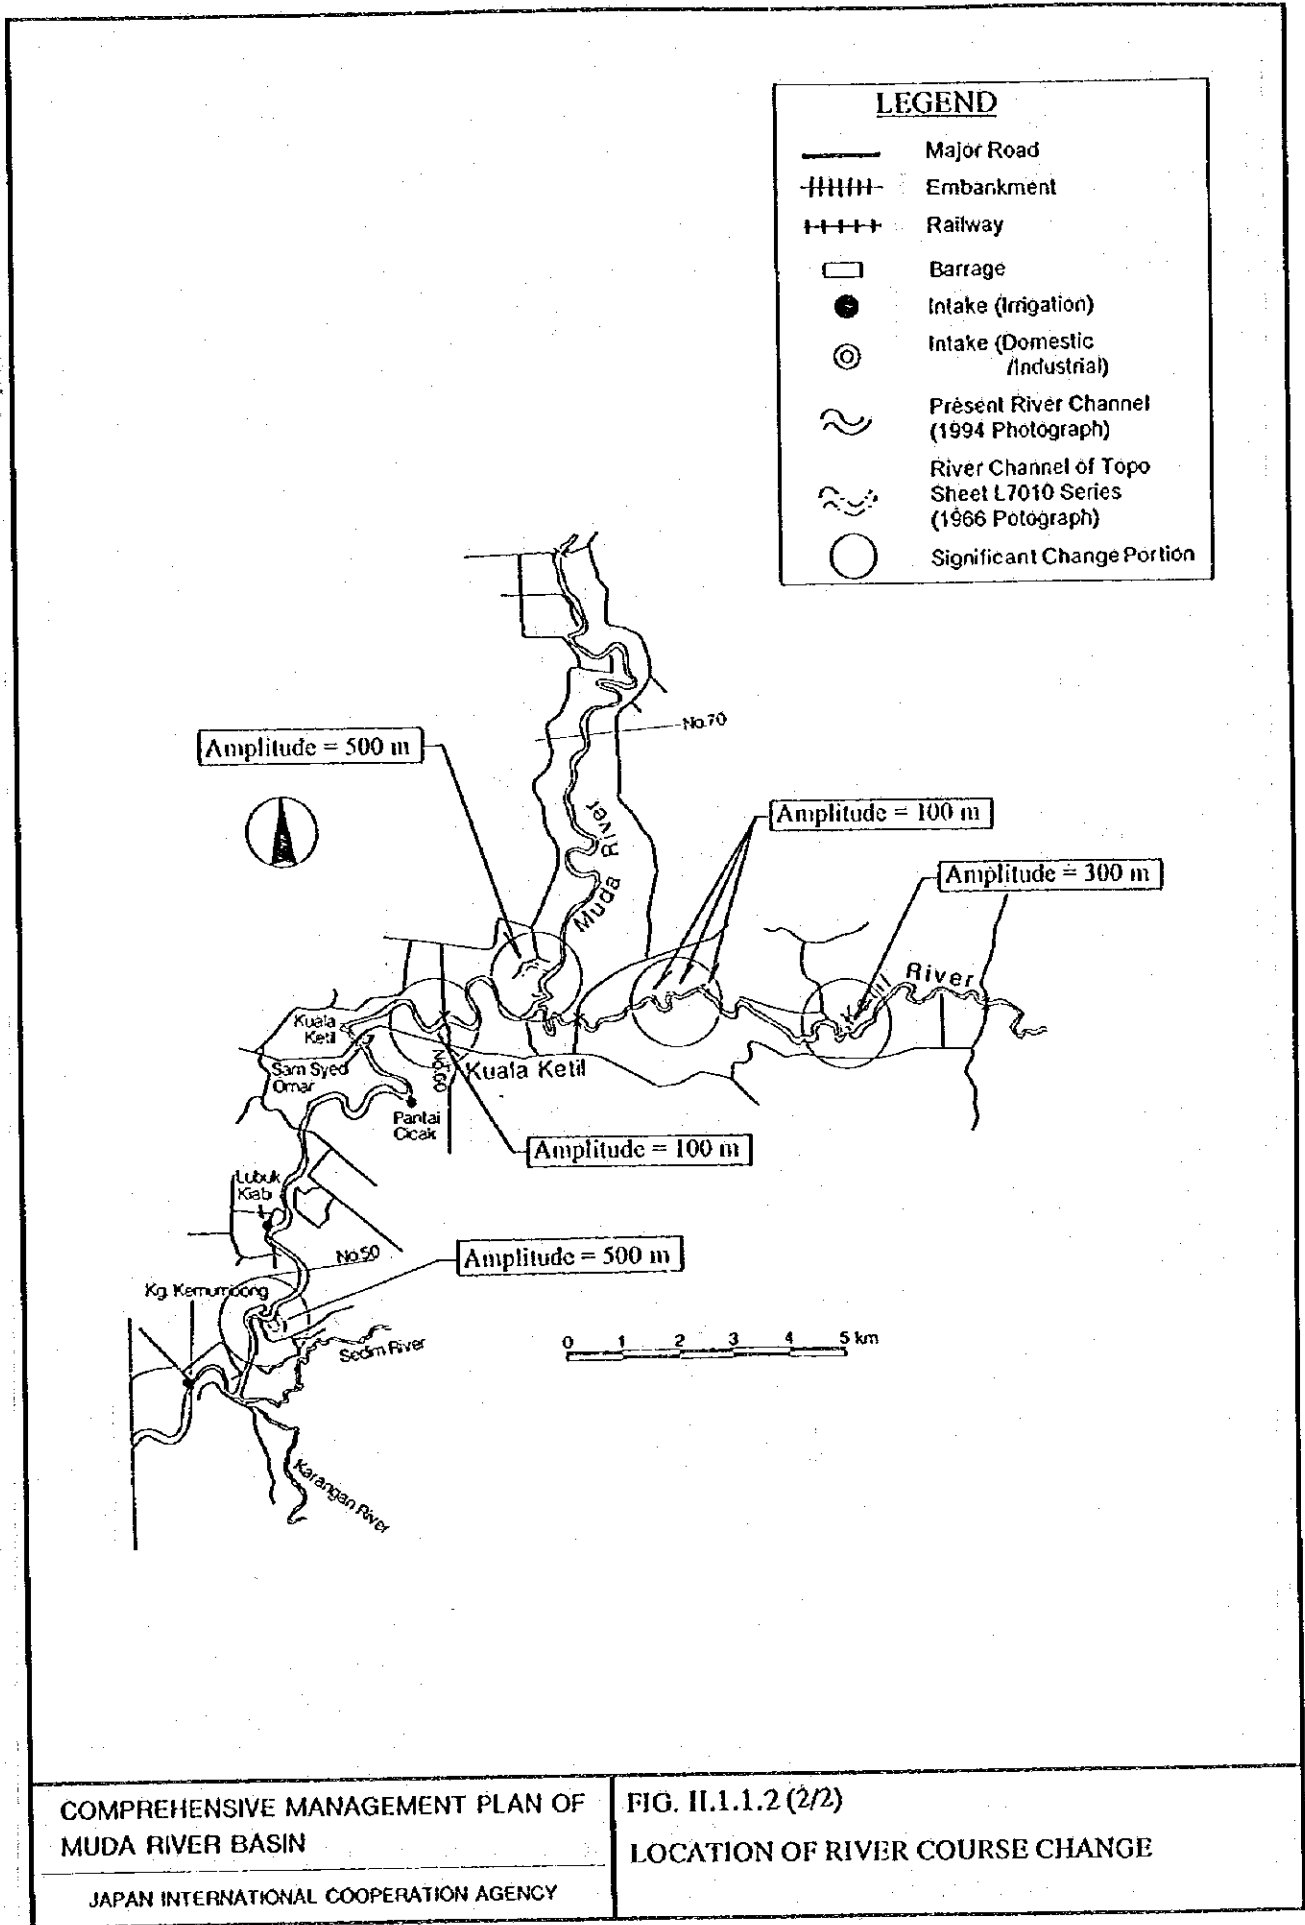 LEGEND
Major Road
Embankment
Railway
Barrage
Intake (Irrigation)
Intake (Domestic
/Industrial)
Present River Channel
(1994 Photograph)
River Channel of Topo
Sheet L7010 Series
(1966 Potograph)
Significant Change Portion
No.70
Amplitude = 500 m
Amplitude = 100 m
Amplitude = 300 m
Muda River
Ketil River
Kuala
Ketil
Sam Syed
Omar
No.60
Kuala Ketil
Pantai
Cicak
Amplitude = 100 m
Lubuk
Kiab
No.50
Amplitude = 500 m
Kg. Kemumbong
Sedim River
0 1 2 3 4 5 km
Karangan River
COMPREHENSIVE MANAGEMENT PLAN OF
MUDA RIVER BASIN
JAPAN INTERNATIONAL COOPERATION AGENCY
FIG. II.1.1.2 (2/2)
LOCATION OF RIVER COURSE CHANGE